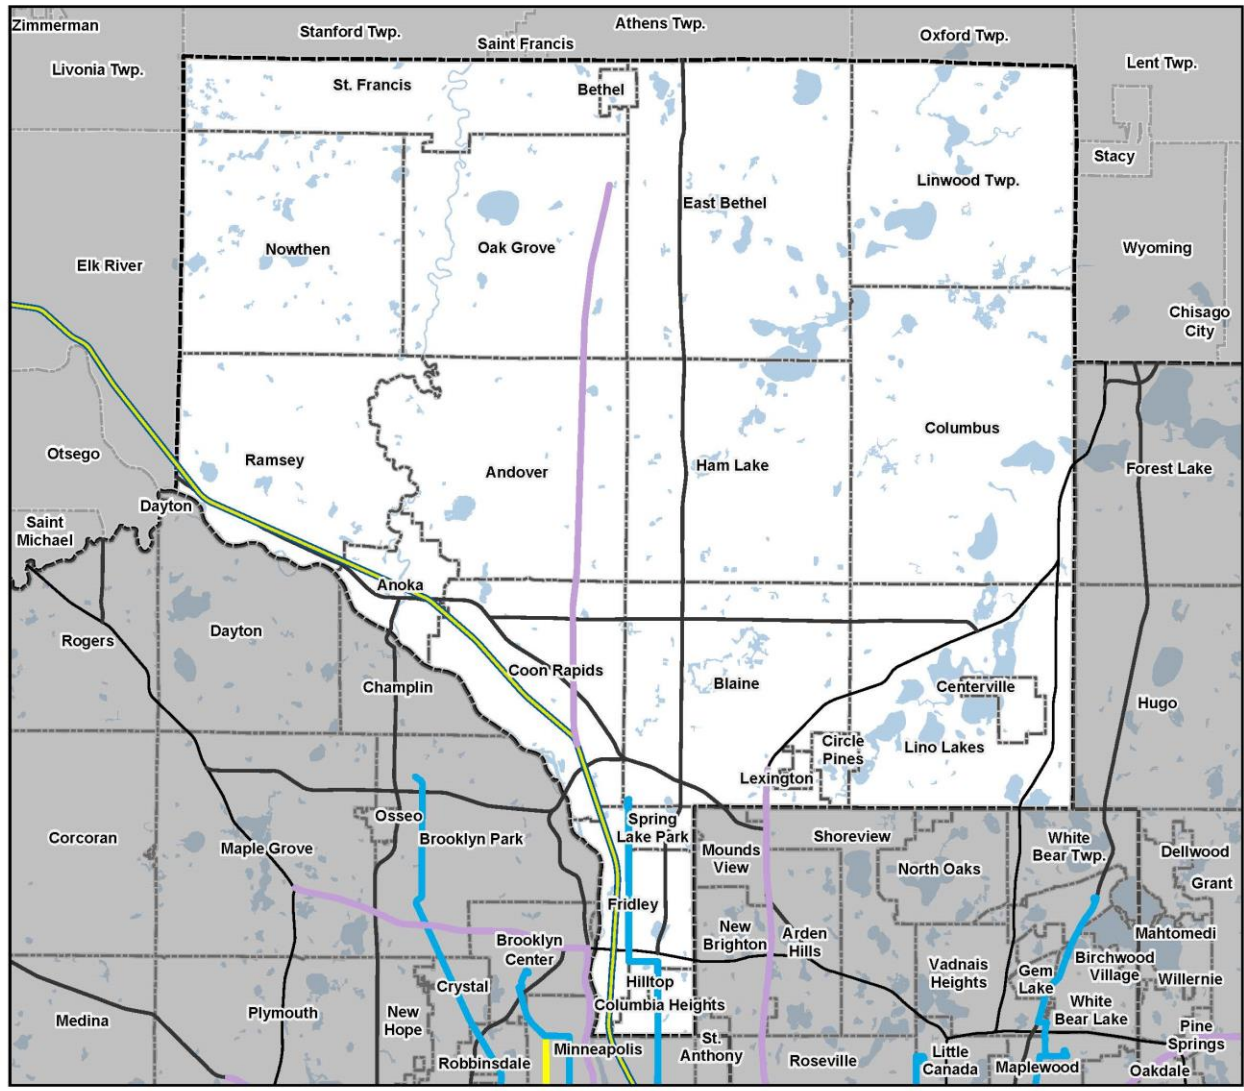 Zimmerman
Stanford Twp.
Athens Twp.
Oxford Twp.
Saint Francis
Livonia Twp.
Lent Twp.
St. Francis
Bethel
Stacy
Linwood Twp.
East Bethel
Nowthen
Oak Grove
Wyoming
Elk River
Chisago
City
Columbus
Otsego
Ramsey
Andover
Ham Lake
Forest Lake
Dayton
Saint
Michael
Anoka
Rogers
Dayton
Coon Rapids
Champlin
Blaine
Centerville
Hugo
Circle
Pines
Lino Lakes
Lexington
Osseo
Spring
Lake Park
Corcoran
Maple Grove
Brooklyn Park
Mounds
View
Shoreview
White
Bear Twp.
Dellwood
North Oaks
Grant
Fridley
New
Brighton
Arden
Hills
Mahtomedi
Brooklyn
Center
Birchwood
Village
Vadnais
Heights
Gem
Lake
Willernie
Crystal
Hilltop
Columbia Heights
White
Bear Lake
Medina
Plymouth
New
Hope
Pine
Springs
Minneapolis
St.
Anthony
Roseville
Little
Canada
Robbinsdale
Maplewood
Oakdale